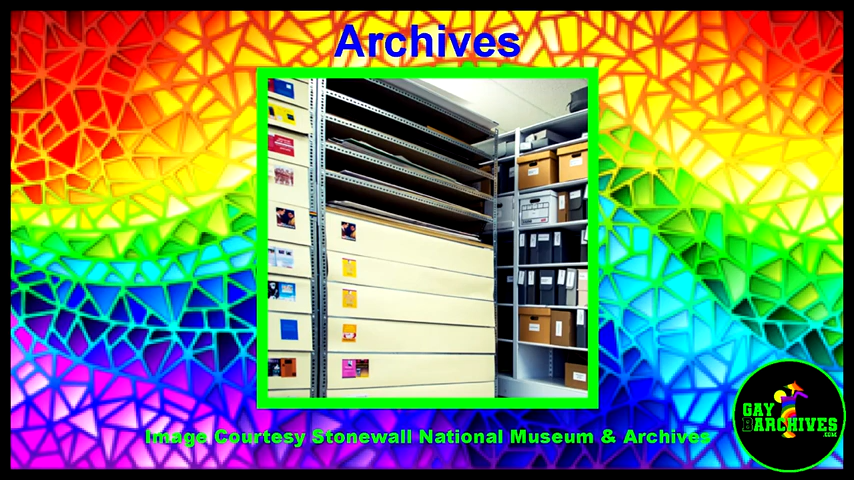 Archives
Image Courtesy Stonewall National Museum & Archives
GAY
BARCHIVES
.COM